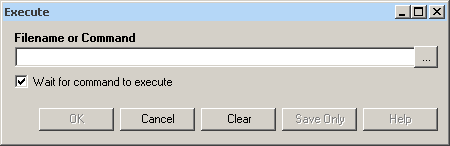 Execute
Filename or Command
...
Wait for command to execute
OK Cancel Clear Save Only Help